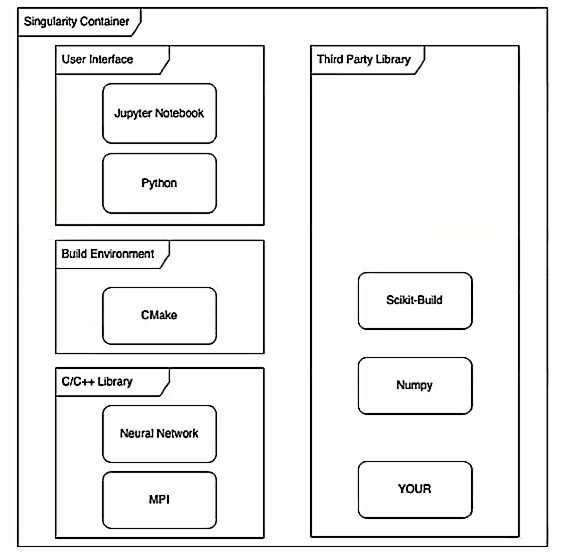 Singularity Container
User Interface
Jupyter Notebook
Python
Build Environment
CMake
C/C++ Library
Neural Network
MPI
Third Party Library
Scikit-Build
Numpy
YOUR